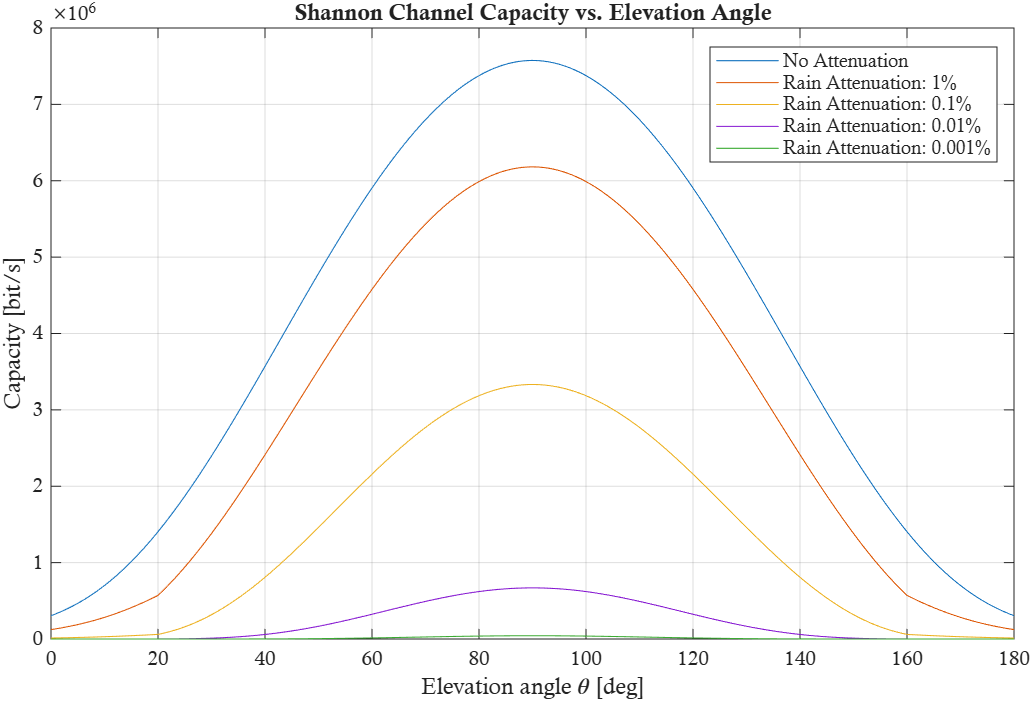 Shannon Channel Capacity vs. Elevation Angle
×10⁶
8
7
6
5
4
3
2
1
0
Capacity [bit/s]
No Attenuation
Rain Attenuation: 1%
Rain Attenuation: 0.1%
Rain Attenuation: 0.01%
Rain Attenuation: 0.001%
0 20 40 60 80 100 120 140 160 180
Elevation angle θ [deg]